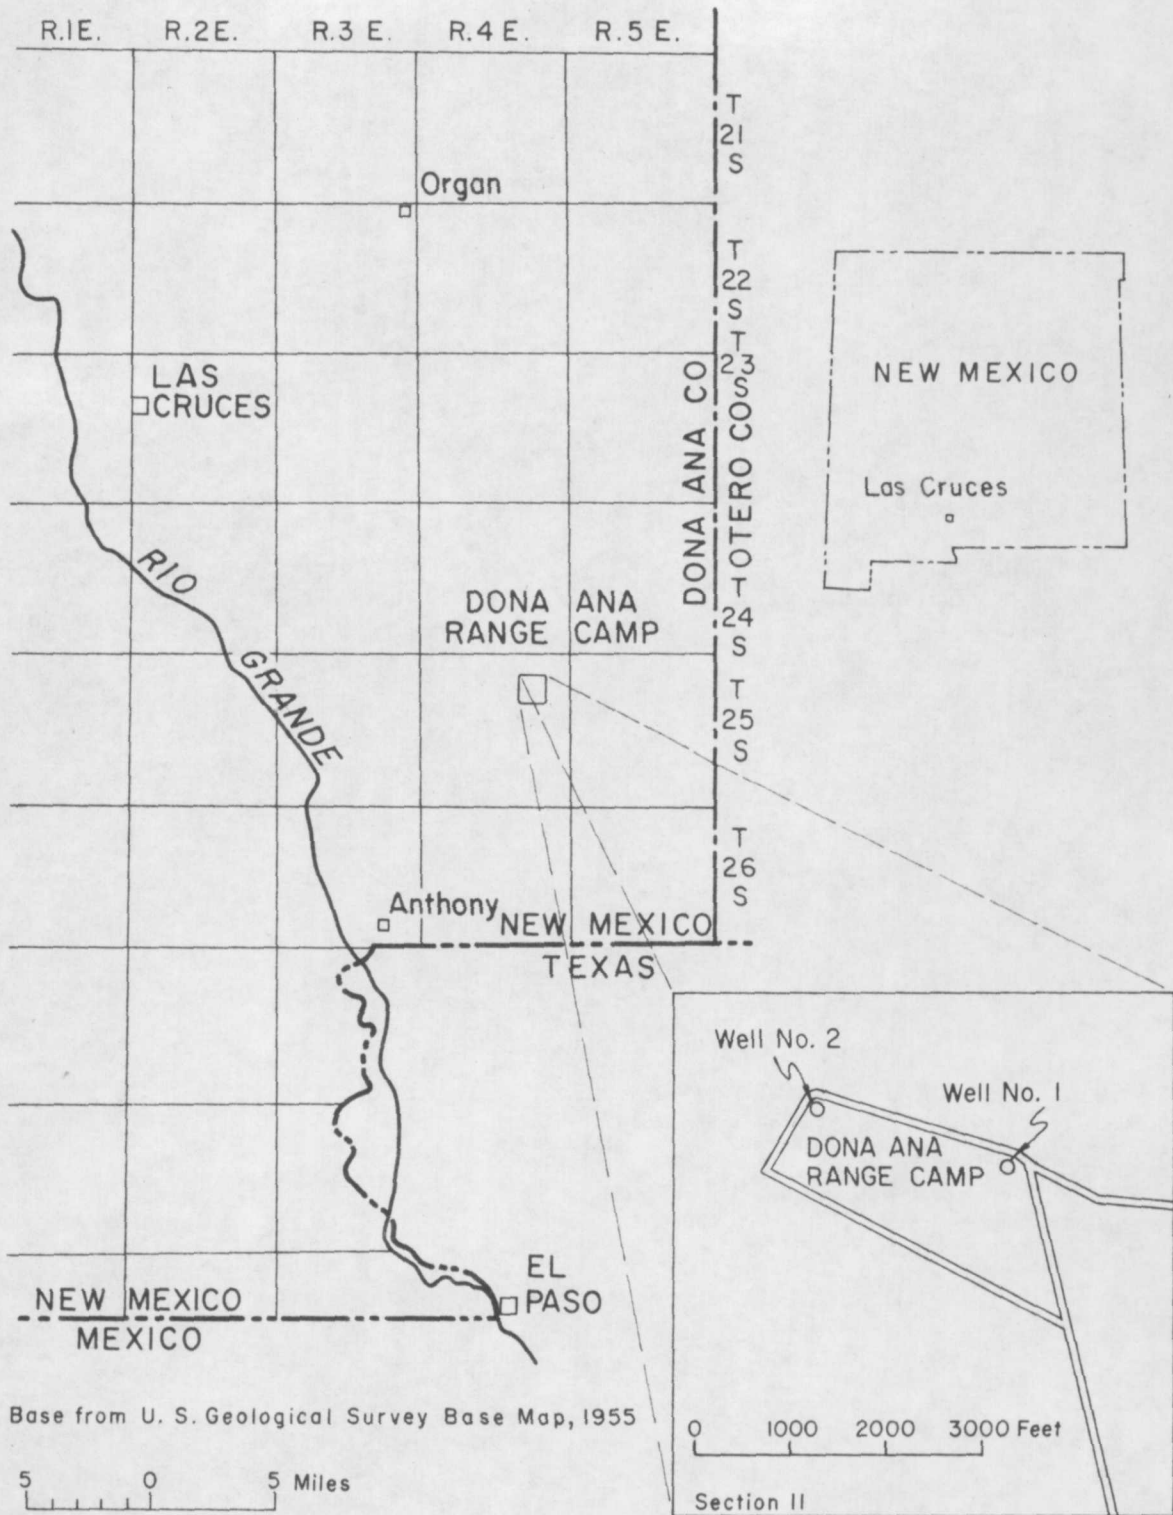 R.1E. R.2E. R.3 E. R.4 E. R.5 E.
T
21
S
Organ
T
22
S
T
23
S
LAS
CRUCES
NEW MEXICO
Las Cruces
DONA ANA CO
OTERO CO
RIO
GRANDE
DONA ANA
RANGE CAMP
T
24
S
T
25
S
T
26
S
Anthony
NEW MEXICO
TEXAS
Well No. 2
Well No. 1
DONA ANA
RANGE CAMP
EL
PASO
NEW MEXICO
MEXICO
Base from U. S. Geological Survey Base Map, 1955
0 1000 2000 3000 Feet
5 0 5 Miles
Section 11